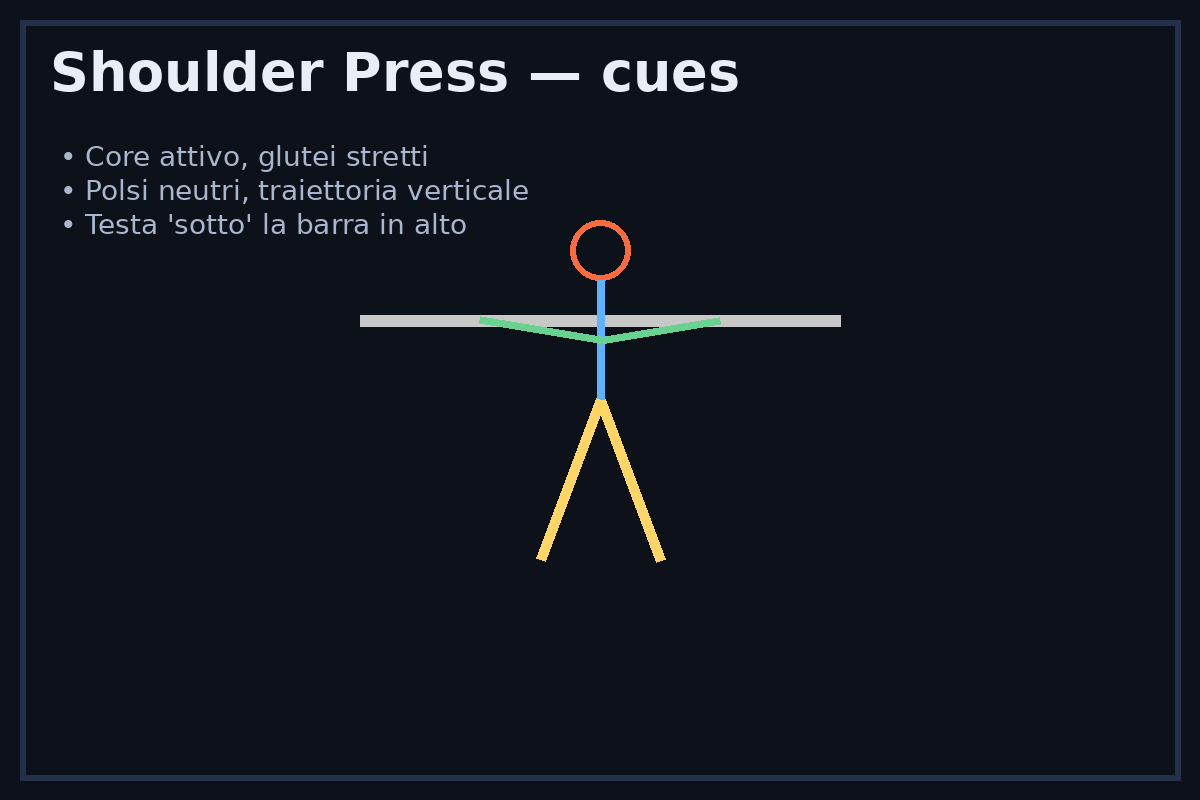 Shoulder Press — cues
• Core attivo, glutei stretti
• Polsi neutri, traiettoria verticale
• Testa 'sotto' la barra in alto